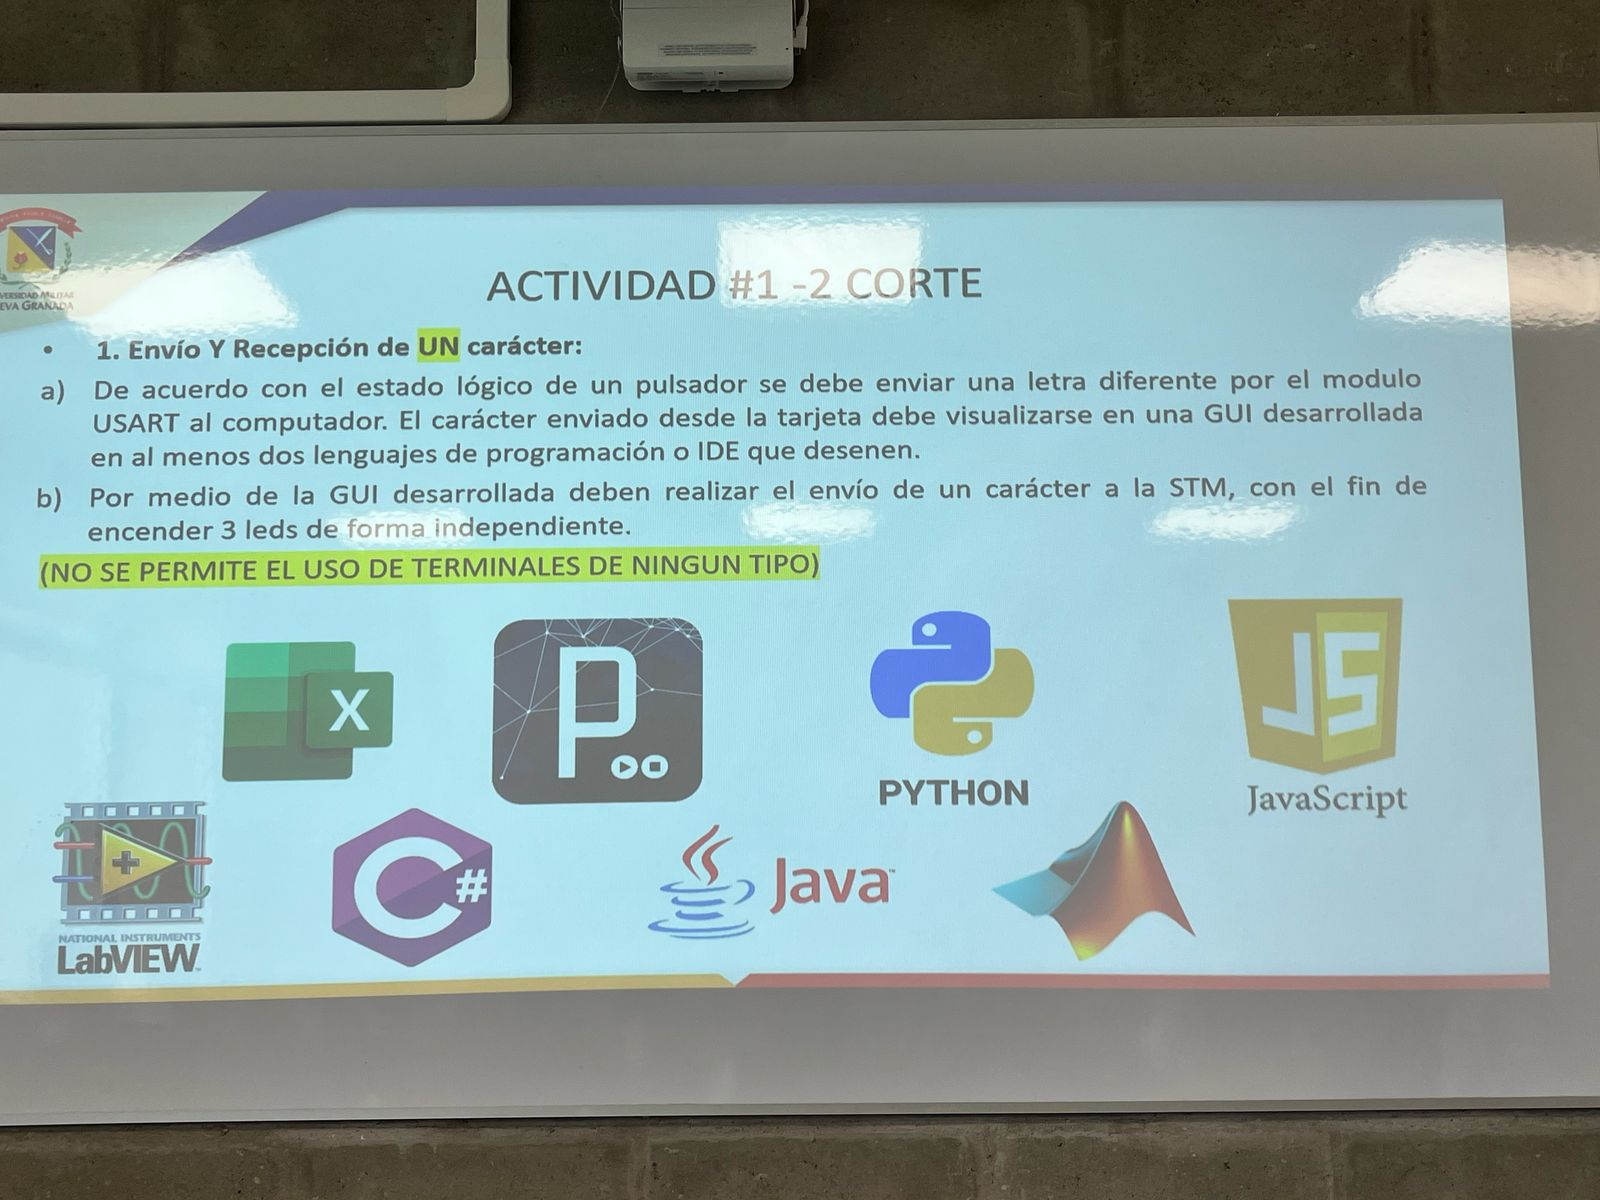 ACTIVIDAD #1 -2 CORTE
• 1. Envío Y Recepción de UN carácter:
a) De acuerdo con el estado lógico de un pulsador se debe enviar una letra diferente por el modulo
USART al computador. El carácter enviado desde la tarjeta debe visualizarse en una GUI desarrollada
en al menos dos lenguajes de programación o IDE que desenen.
b) Por medio de la GUI desarrollada deben realizar el envío de un carácter a la STM, con el fin de
encender 3 leds de forma independiente.
(NO SE PERMITE EL USO DE TERMINALES DE NINGUN TIPO)
X
P
JS
PYTHON
JavaScript
C#
Java™
NATIONAL INSTRUMENTS
LabVIEW™
VERSIDAD MILITAR
EVA GRANADA